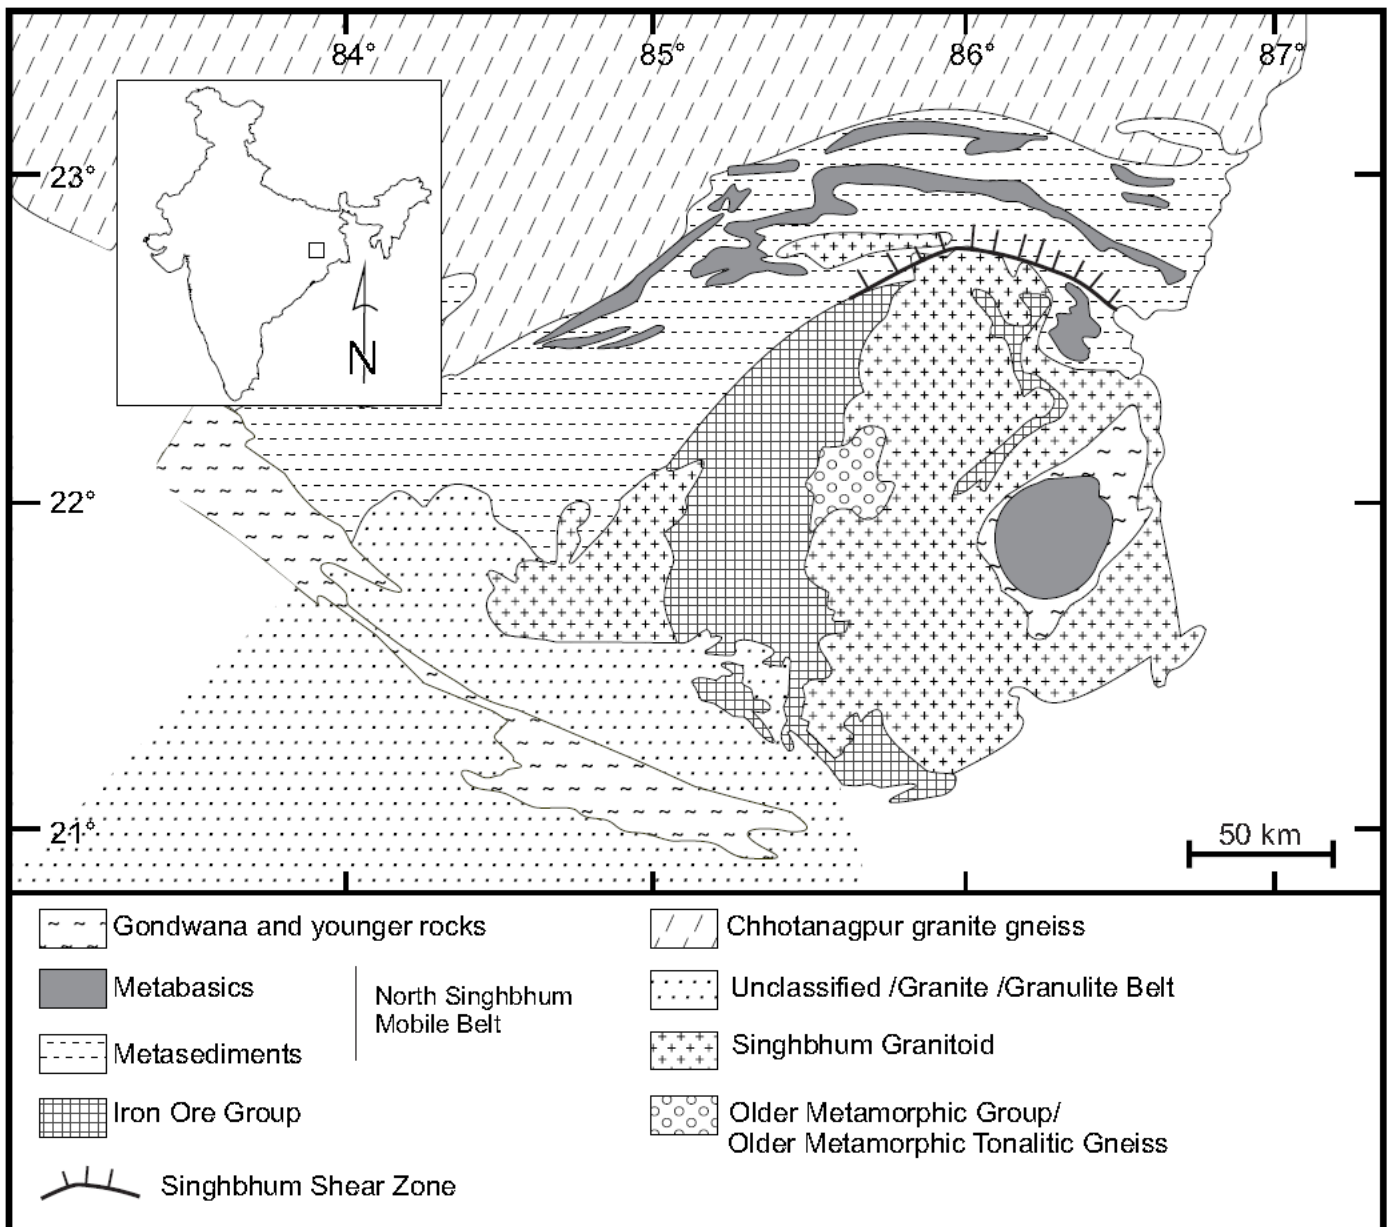 84°
85°
86°
87°
23°
22°
21°
N
50 km
Gondwana and younger rocks
Metabasics
North Singhbhum
Mobile Belt
Metasediments
Iron Ore Group
Singhbhum Shear Zone
Chhotanagpur granite gneiss
Unclassified /Granite /Granulite Belt
Singhbhum Granitoid
Older Metamorphic Group/
Older Metamorphic Tonalitic Gneiss